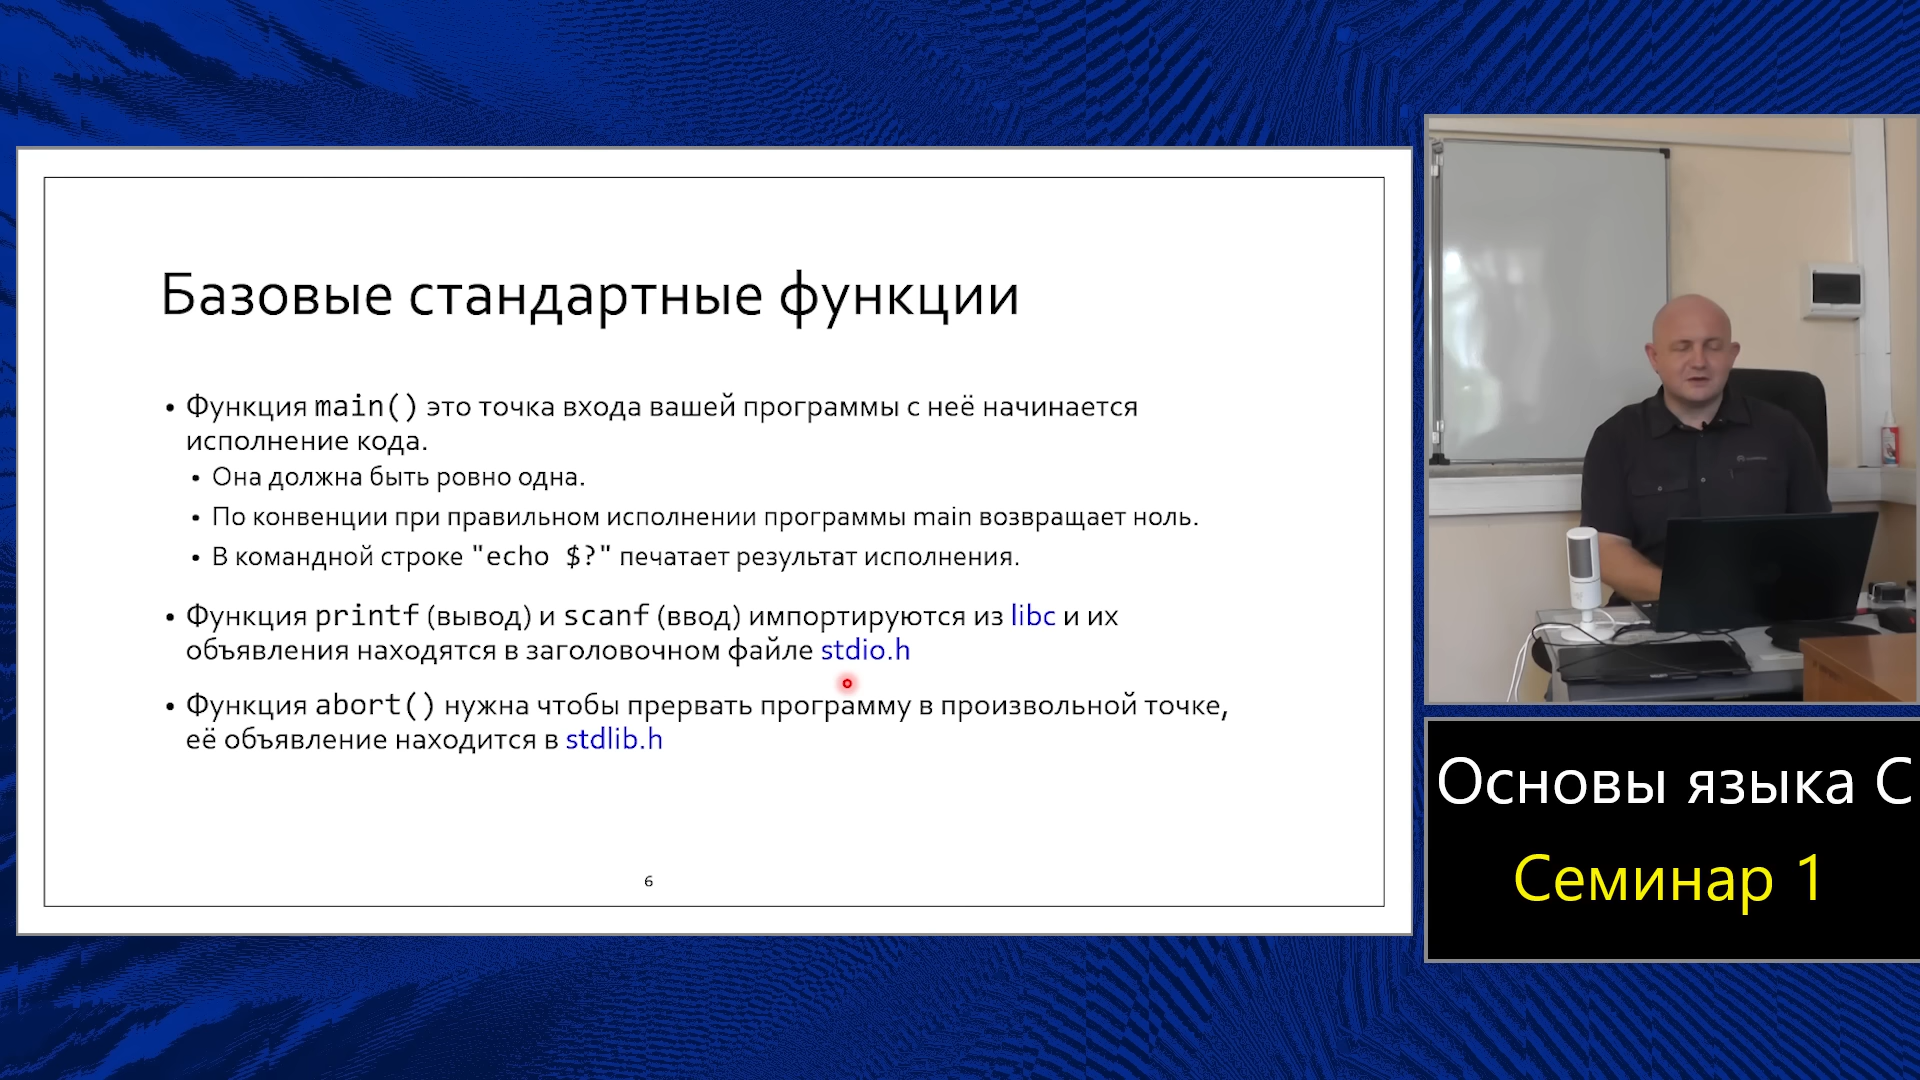 Базовые стандартные функции
• Функция main() это точка входа вашей программы с неё начинается
исполнение кода.
• Она должна быть ровно одна.
• По конвенции при правильном исполнении программы main возвращает ноль.
• В командной строке "echo $?" печатает результат исполнения.
• Функция printf (вывод) и scanf (ввод) импортируются из libc и их
объявления находятся в заголовочном файле stdio.h
• Функция abort() нужна чтобы прервать программу в произвольной точке,
её объявление находится в stdlib.h
6
Основы языка C
Семинар 1